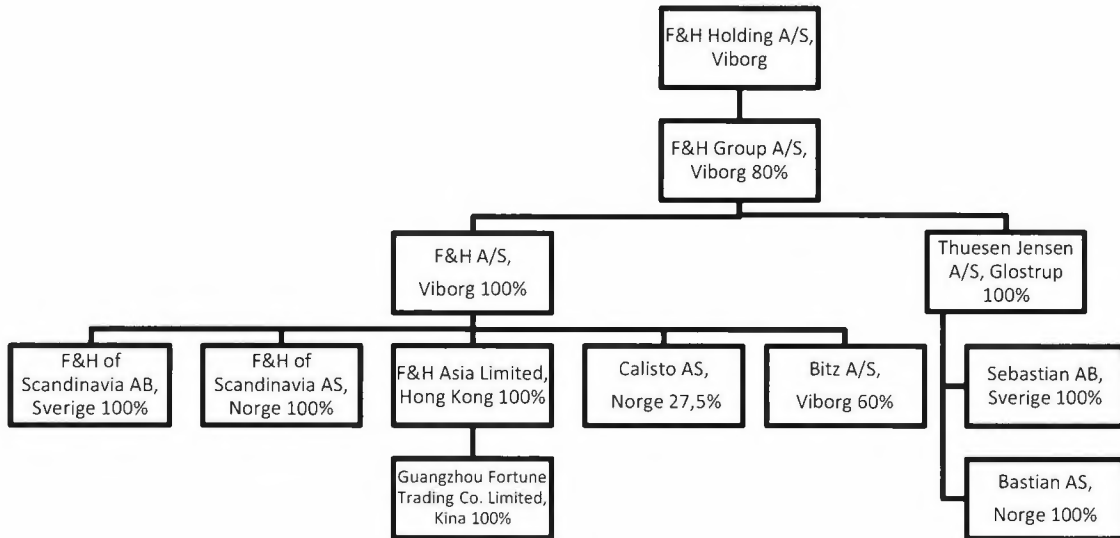 F&H Holding A/S,
Viborg
F&H Group A/S,
Viborg 80%
F&H A/S,
Viborg 100%
Thuesen Jensen
A/S, Glostrup
100%
F&H of
Scandinavia AB,
Sverige 100%
F&H of
Scandinavia AS,
Norge 100%
F&H Asia Limited,
Hong Kong 100%
Calisto AS,
Norge 27,5%
Bitz A/S,
Viborg 60%
Sebastian AB,
Sverige 100%
Guangzhou Fortune
Trading Co. Limited,
Kina 100%
Bastian AS,
Norge 100%